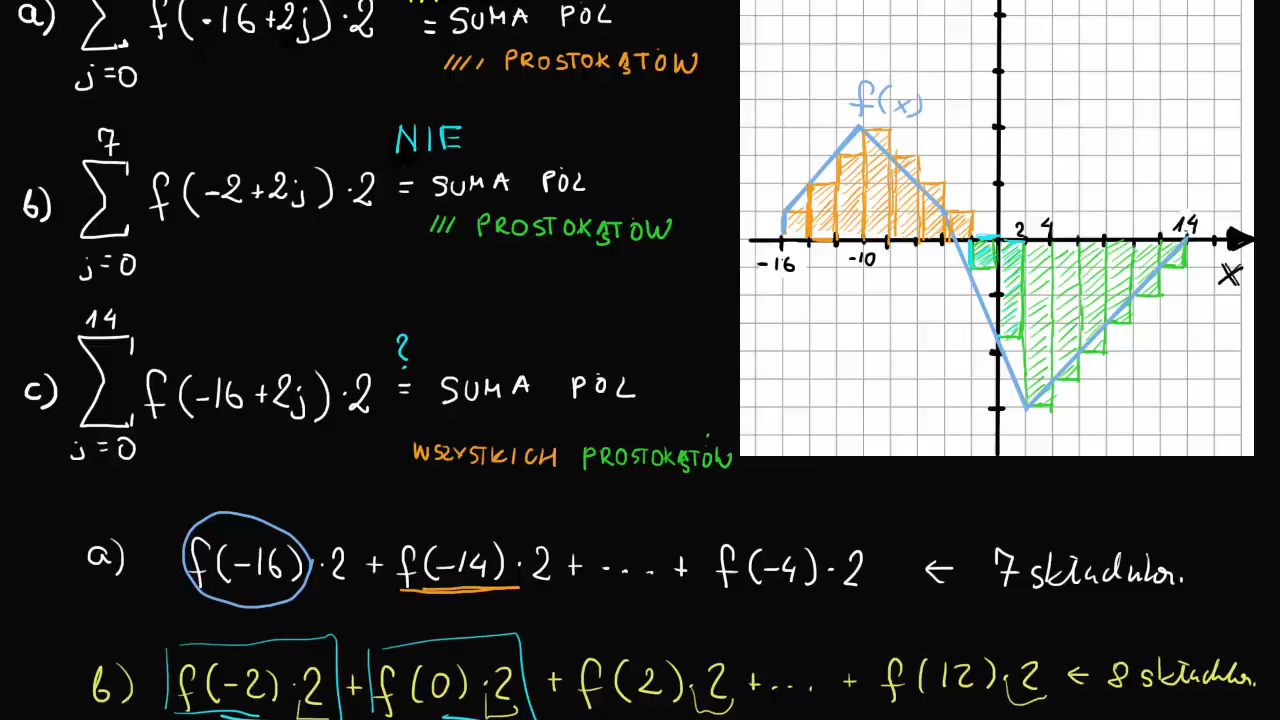 a) ∑ j=0 f(-16+2j)·2 = SUMA PÓL
//// PROSTOKĄTÓW
7
NIE
b) ∑ j=0 f(-2+2j)·2 = SUMA PÓL
/// PROSTOKĄTÓW
14
?
c) ∑ j=0 f(-16+2j)·2 = SUMA PÓL
WSZYSTKICH PROSTOKĄTÓW
f(x)
2 4 14
-16 -10
X
a) f(-16)·2 + f(-14)·2 + .... + f(-4)·2 ← 7 składników.
b) f(-2)·2 + f(0)·2 + f(2)·2 + ... + f(12)·2 ← 8 składników.